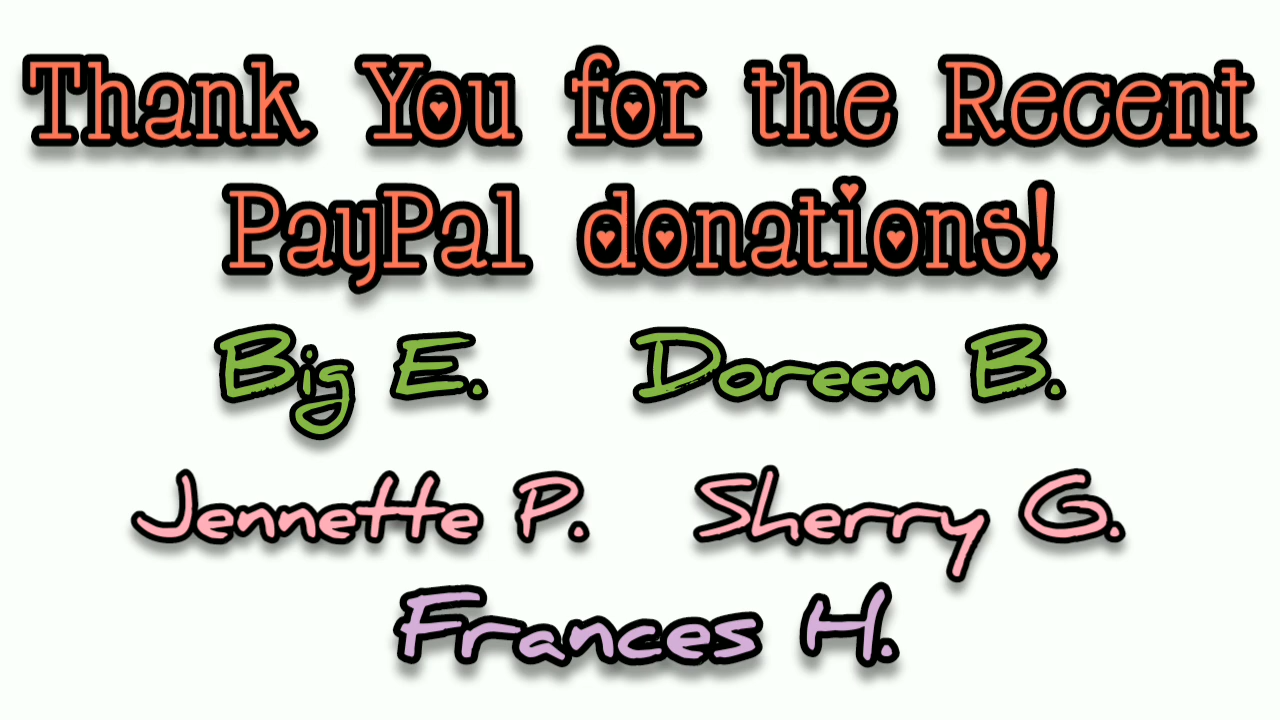 Thank You for the Recent
PayPal donations!
Big E. Doreen B.
Jennette P. Sherry G.
Frances H.